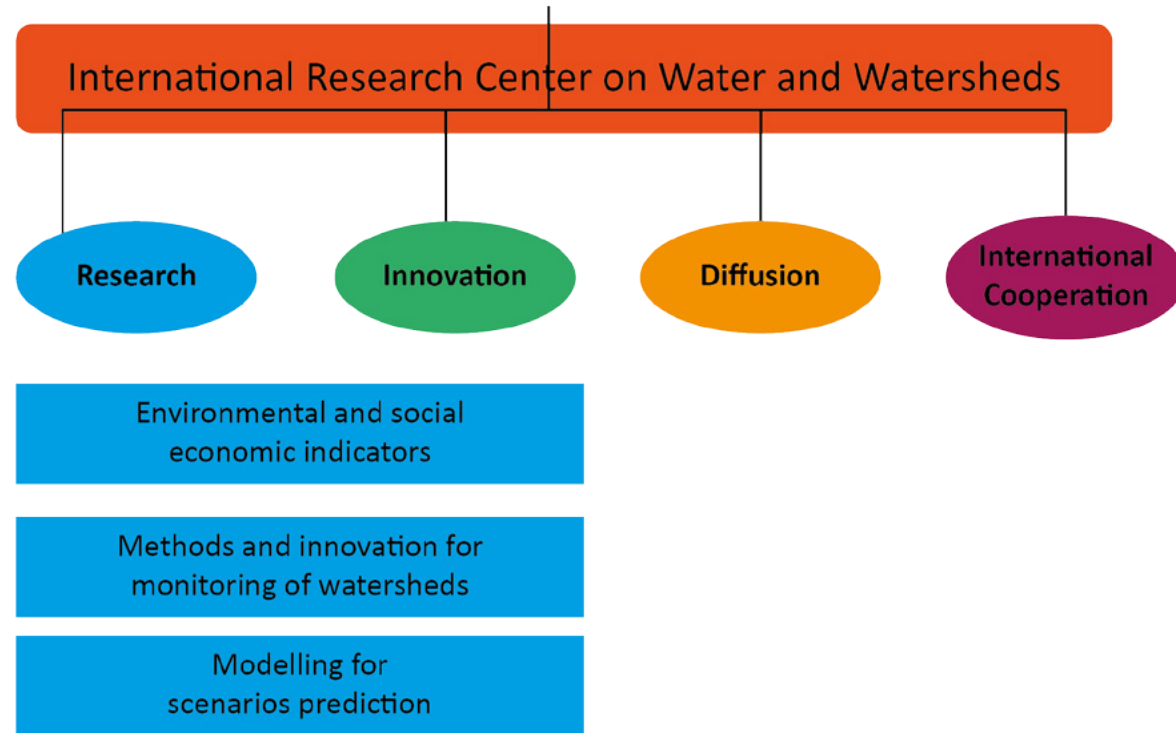 International Research Center on Water and Watersheds
Research
Innovation
Diffusion
International
Cooperation
Environmental and social
economic indicators
Methods and innovation for
monitoring of watersheds
Modelling for
scenarios prediction